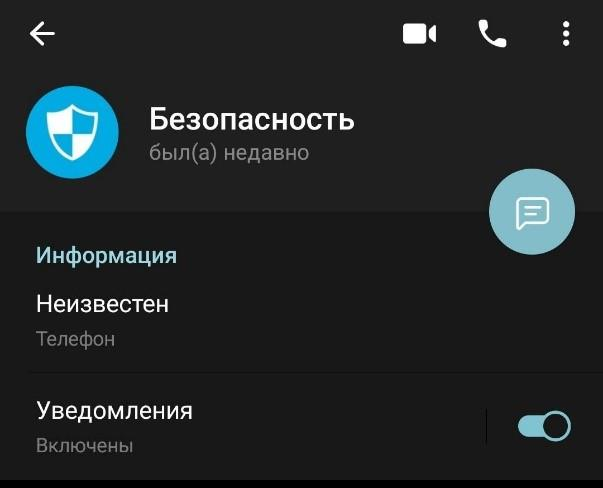 Безопасность
был(а) недавно
Информация
Неизвестен
Телефон
Уведомления
Включены